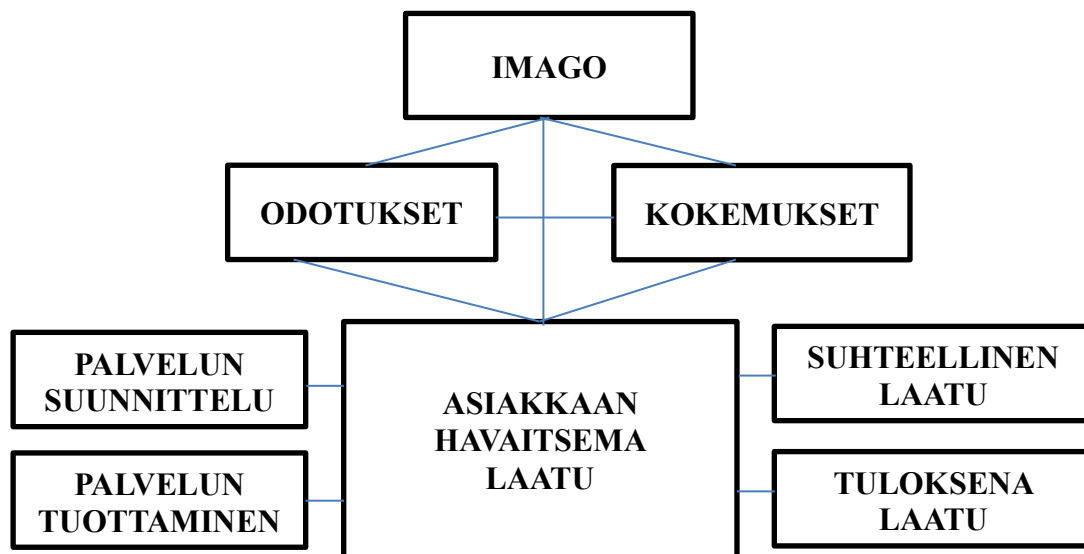 IMAGO
ODOTUKSET
KOKEMUKSET
PALVELUN
SUUNNITTELU
ASIAKKAAN
HAVAITSEMA
LAATU
SUHTEELLINEN
LAATU
PALVELUN
TUOTTAMINEN
TULOKSENA
LAATU